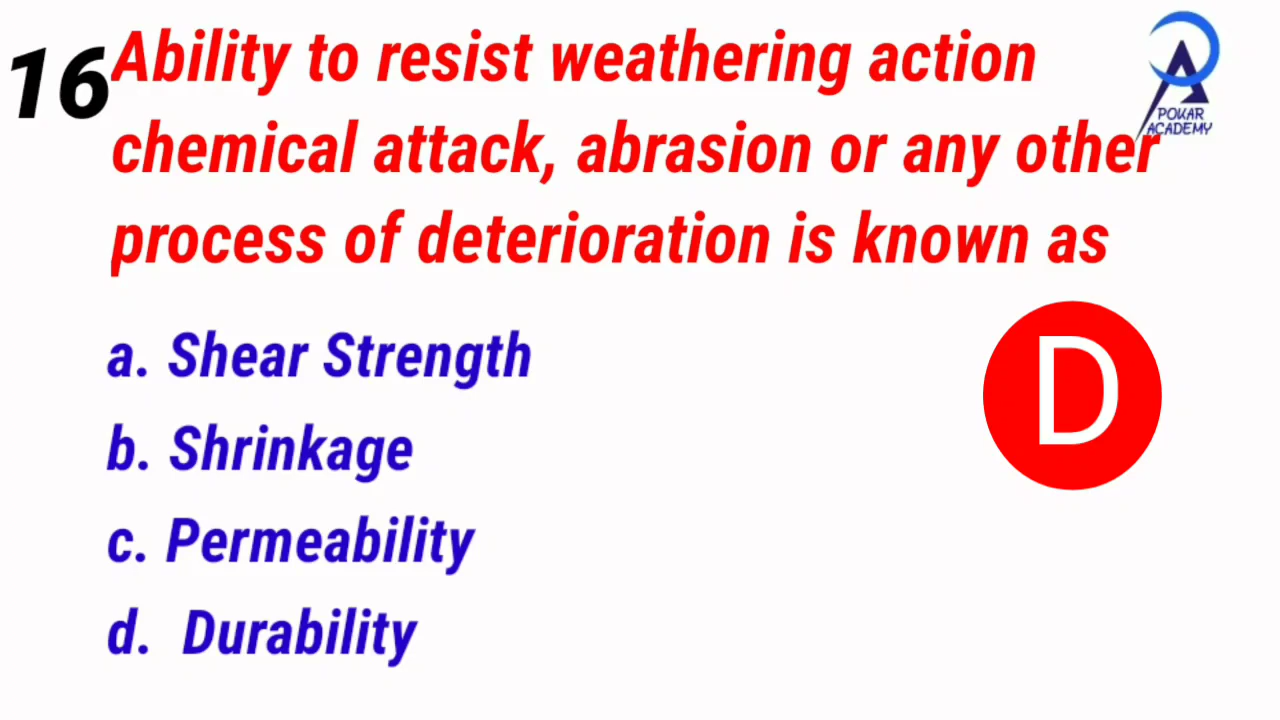 16
Ability to resist weathering action
chemical attack, abrasion or any other
process of deterioration is known as
POKAR
ACADEMY
a. Shear Strength
b. Shrinkage
c. Permeability
d. Durability
D